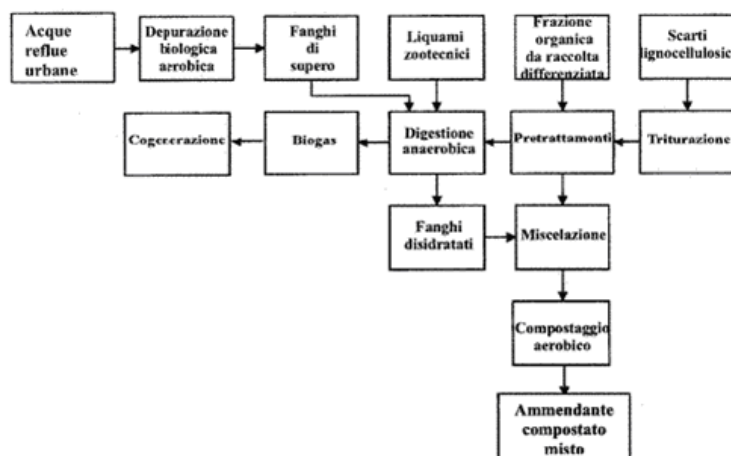 Acque
reflue
urbane
Depurazione
biologica
aerobica
Fanghi
di
supero
Liquami
zootecnici
Frazione
organica
da raccolta
differenziata
Scarti
lignocellulosici
Cogenerazione
Biogas
Digestione
anaerobica
Pretrattamenti
Triturazione
Fanghi
disidratati
Miscelazione
Compostaggio
aerobico
Ammendante
compostato
misto